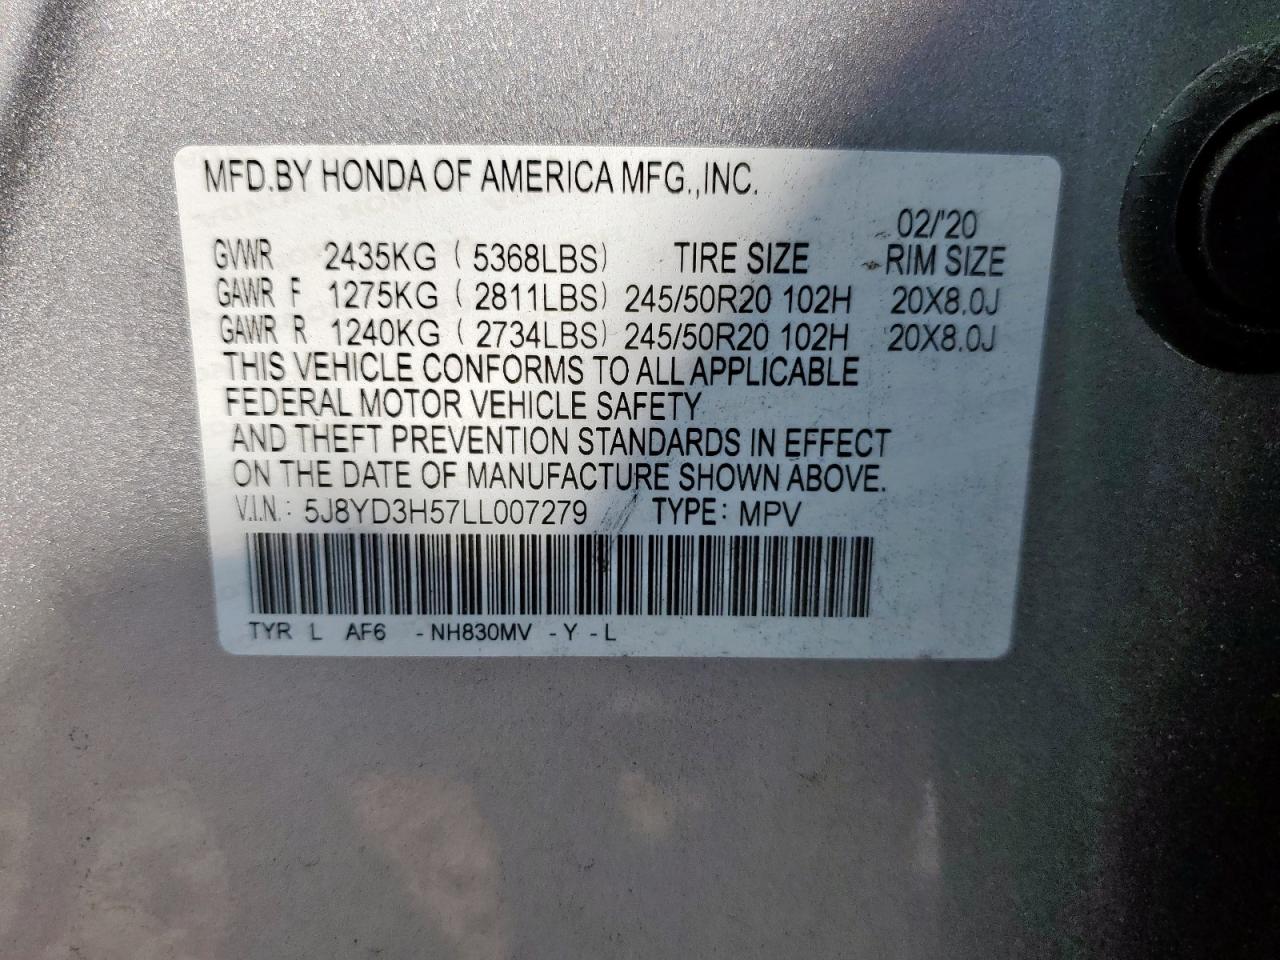 MFD.BY HONDA OF AMERICA MFG.,INC.
02/'20
GVWR 2435KG ( 5368LBS) TIRE SIZE RIM SIZE
GAWR F 1275KG ( 2811LBS) 245/50R20 102H 20X8.0J
GAWR R 1240KG ( 2734LBS) 245/50R20 102H 20X8.0J
THIS VEHICLE CONFORMS TO ALL APPLICABLE
FEDERAL MOTOR VEHICLE SAFETY
AND THEFT PREVENTION STANDARDS IN EFFECT
ON THE DATE OF MANUFACTURE SHOWN ABOVE.
V.I.N.: 5J8YD3H57LL007279 TYPE: MPV
TYR L AF6 -NH830MV -Y -L